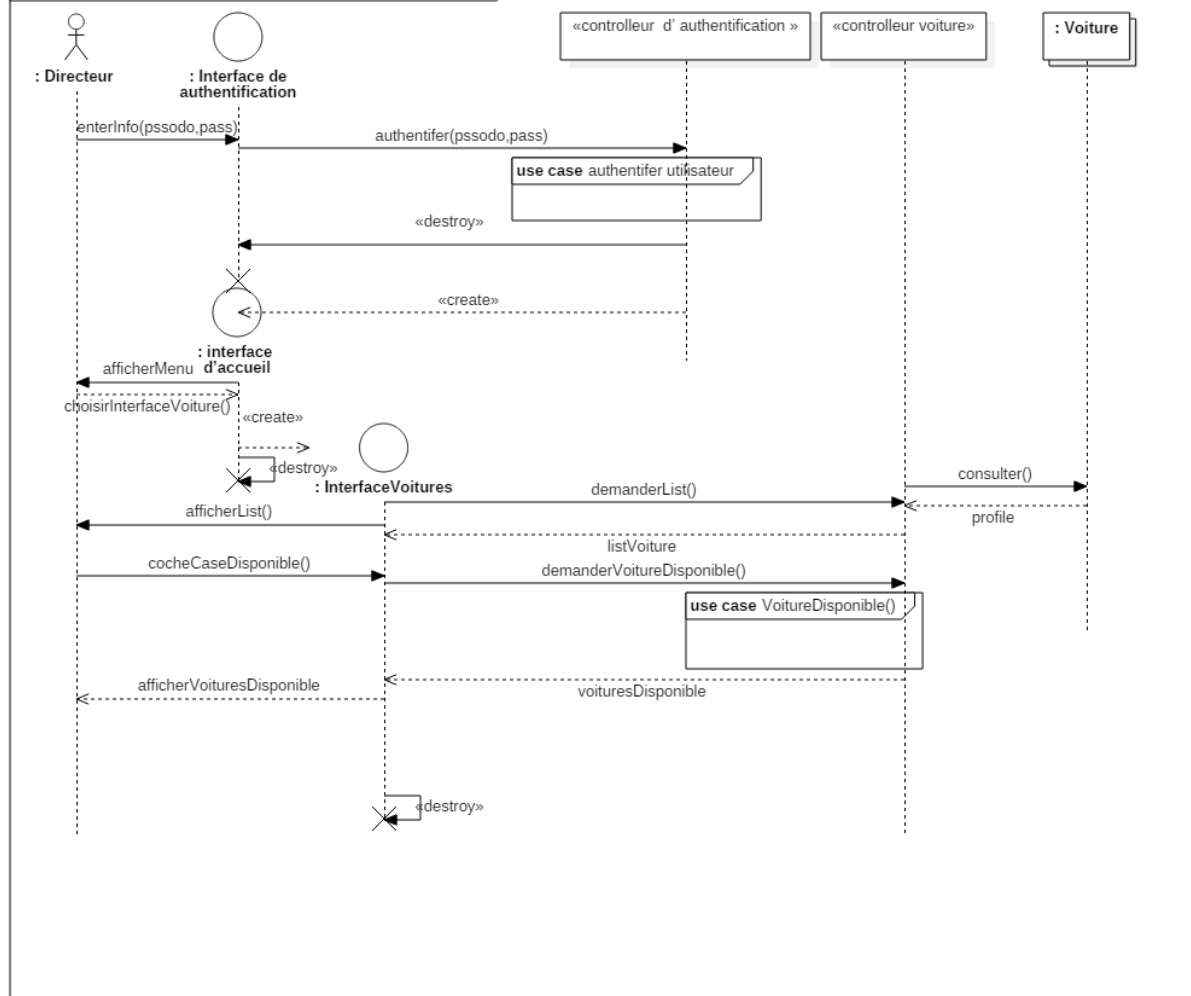 «controlleur d' authentification »
«controlleur voiture»
: Voiture
: Directeur
: Interface de
authentification
enterInfo(pssodo,pass)
authentifer(pssodo,pass)
use case authentifer utilisateur
«destroy»
«create»
: interface
d'accueil
afficherMenu
choisirInterfaceVoiture()
«create»
«destroy»
: InterfaceVoitures
demanderList()
consulter()
afficherList()
profile
listVoiture
cocheCaseDisponible()
demanderVoitureDisponible()
use case VoitureDisponible()
afficherVoituresDisponible
voituresDisponible
«destroy»